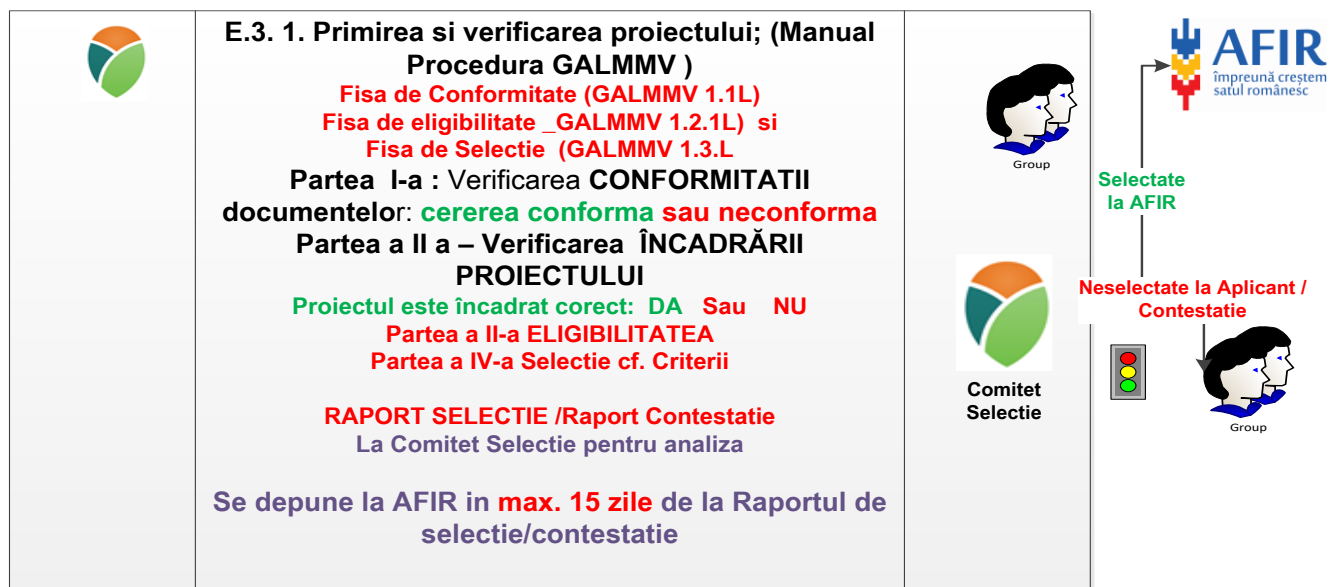 E.3. 1. Primirea si verificarea proiectului; (Manual
Procedura GALMMV )
Fisa de Conformitate (GALMMV 1.1L)
Fisa de eligibilitate _GALMMV 1.2.1L) si
Fisa de Selectie (GALMMV 1.3.L
Partea I-a : Verificarea CONFORMITATII
documentelor: cererea conforma sau neconforma
Partea a II a – Verificarea ÎNCADRĂRII
PROIECTULUI
Proiectul este încadrat corect: DA Sau NU
Partea a II-a ELIGIBILITATEA
Partea a IV-a Selectie cf. Criterii
RAPORT SELECTIE /Raport Contestatie
La Comitet Selectie pentru analiza
Se depune la AFIR in max. 15 zile de la Raportul de
selectie/contestatie
Group
Comitet
Selectie
AFIR
împreună creștem
satul românesc
Selectate
la AFIR
Neselectate la Aplicant /
Contestatie
Group